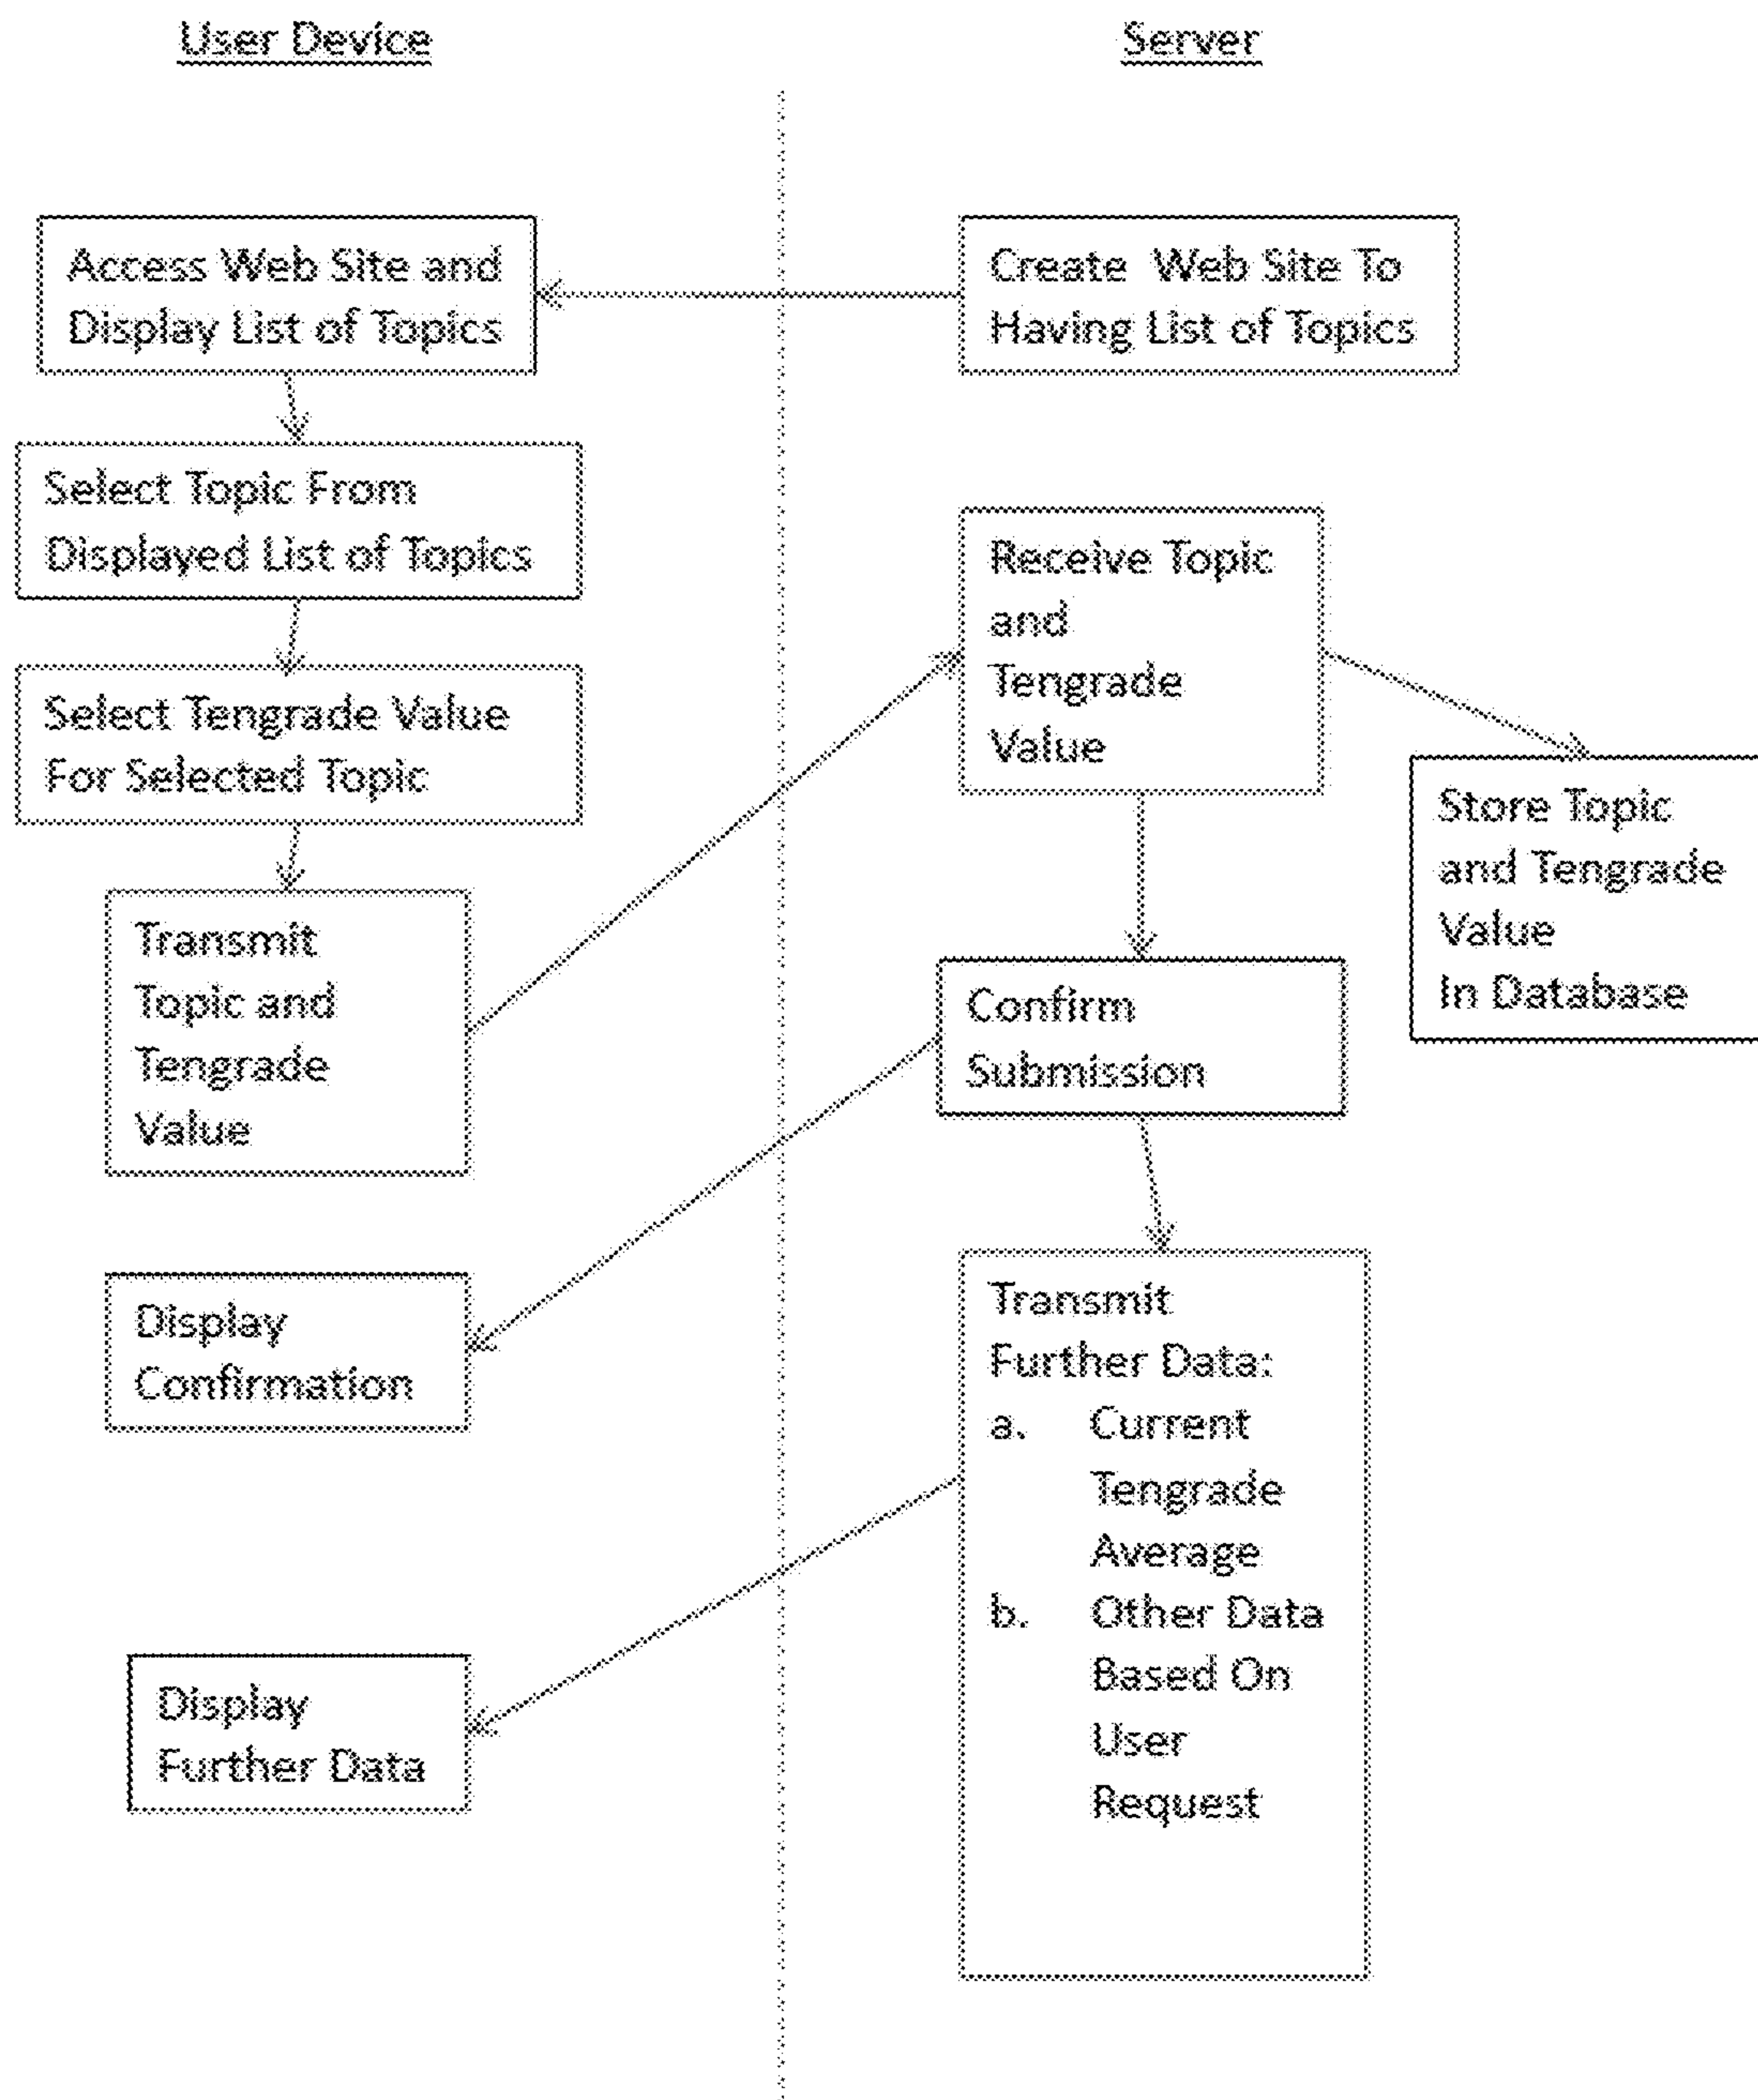 User Device
Server
Access Web Site and
Display List of Topics
Create Web Site To
Having List of Topics
Select Topic From
Displayed List of Topics
Receive Topic
and
Tengrade
Value
Select Tengrade Value
For Selected Topic
Store Topic
and Tengrade
Value
In Database
Transmit
Topic and
Tengrade
Value
Confirm
Submission
Display
Confirmation
Transmit
Further Data:
a. Current
Tengrade
Average
b. Other Data
Based On
User
Request
Display
Further Data